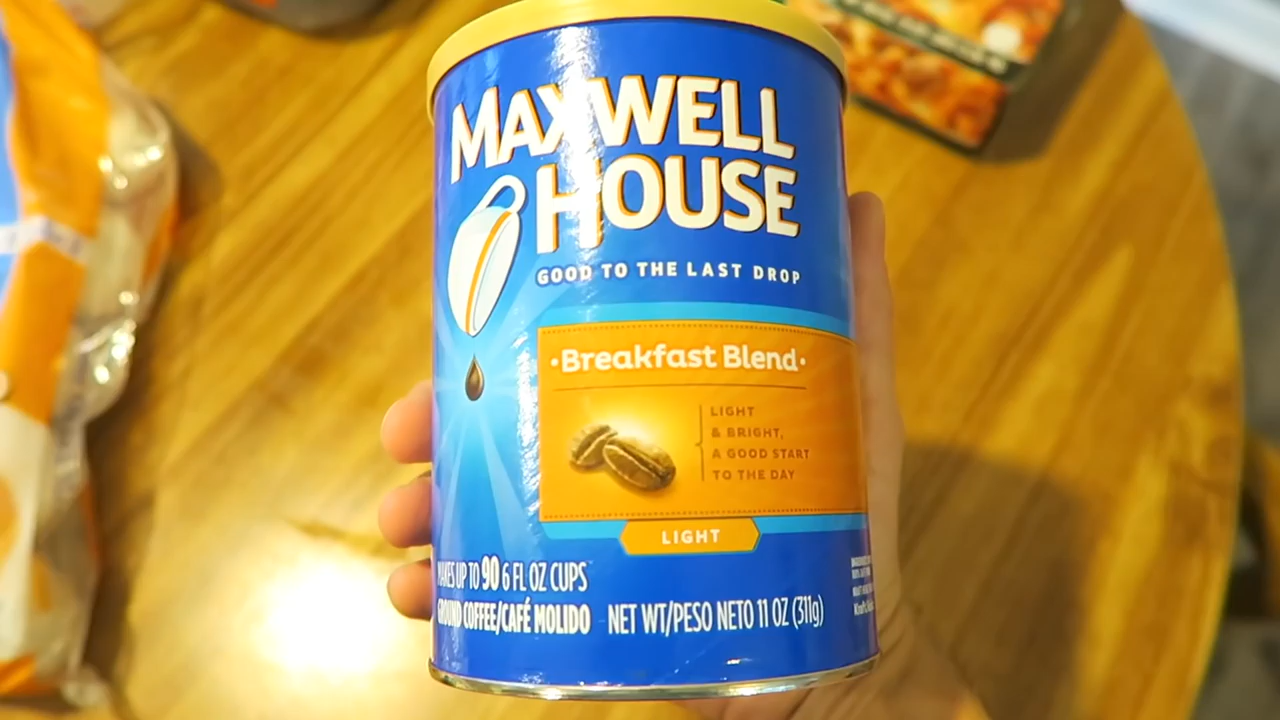 MAXWELL
HOUSE
GOOD TO THE LAST DROP
•Breakfast Blend•
LIGHT
& BRIGHT,
A GOOD START
TO THE DAY
LIGHT
MAKES UP TO 90 6 FL OZ CUPS
GROUND COFFEE/CAFÉ MOLIDO NET WT/PESO NETO 11 OZ (311g)